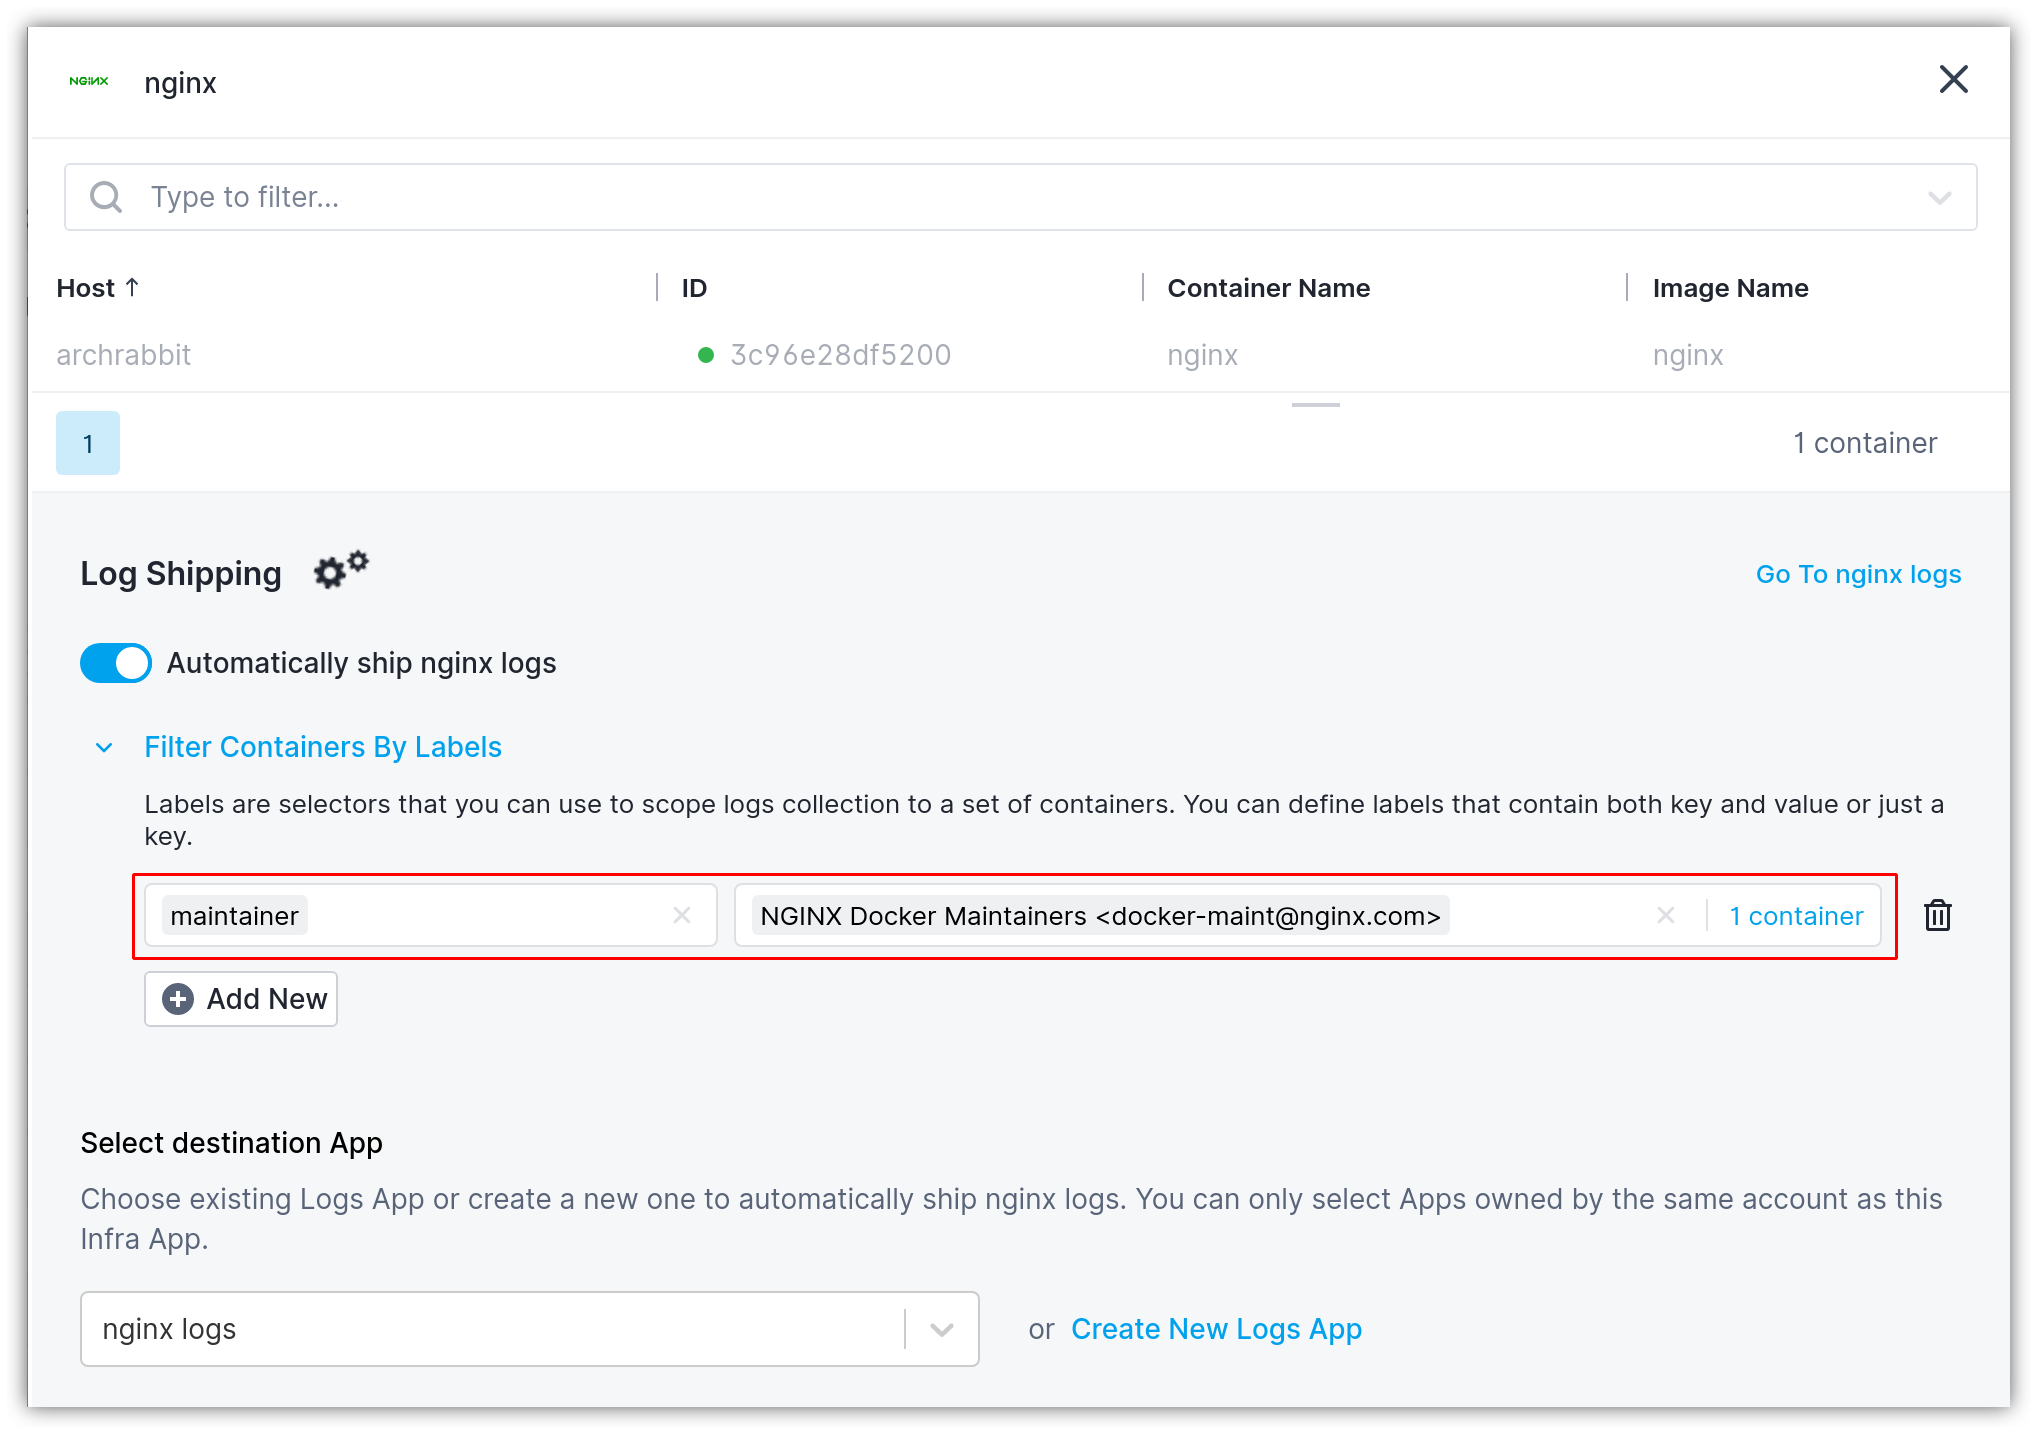 NGINX nginx
Type to filter...
Host ↑ ID Container Name Image Name
archrabbit 3c96e28df5200 nginx nginx
1 1 container
Log Shipping Go To nginx logs
Automatically ship nginx logs
Filter Containers By Labels
Labels are selectors that you can use to scope logs collection to a set of containers. You can define labels that contain both key and value or just a
key.
maintainer NGINX Docker Maintainers <docker-maint@nginx.com> 1 container
Add New
Select destination App
Choose existing Logs App or create a new one to automatically ship nginx logs. You can only select Apps owned by the same account as this
Infra App.
nginx logs or Create New Logs App